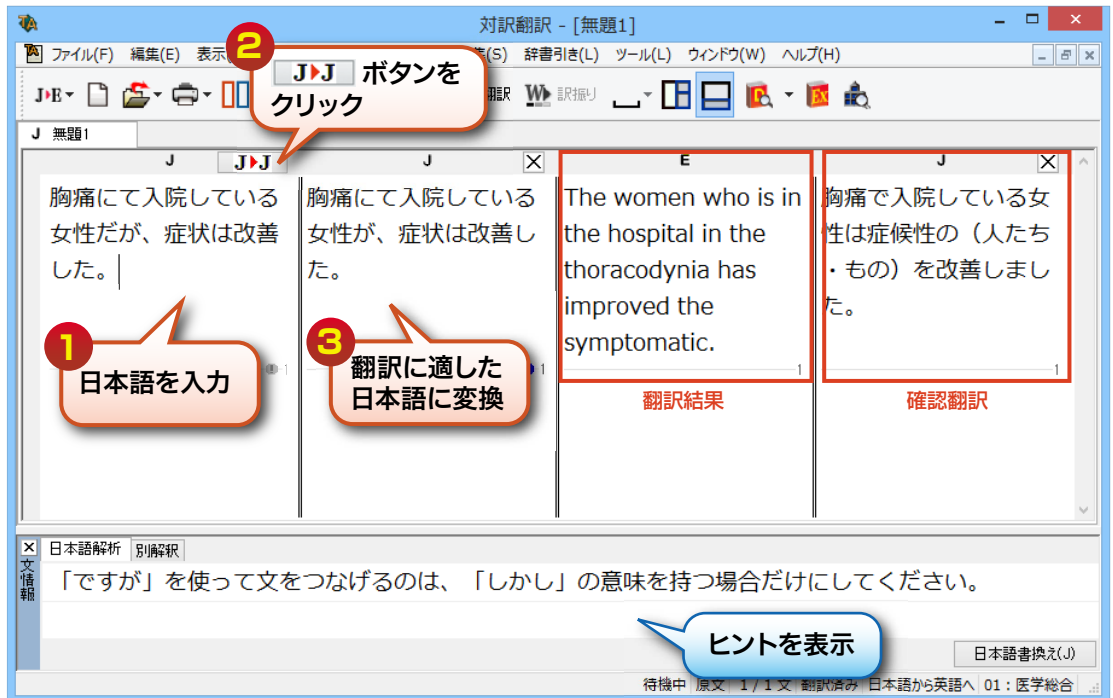 対訳翻訳 - [無題1]
ファイル(F) 編集(E) 表示 (S) 辞書引き(L) ツール(L) ウィンドウ(W) ヘルプ(H)
2
J▶J ボタンを
クリック
J▶E 訳 W 訳振り EX
J 無題1
J J▶J J E J
胸痛にて入院している
女性だが、症状は改善
した。
胸痛にて入院している
女性が、症状は改善し
た。
The women who is in
the hospital in the
thoracodynia has
improved the
symptomatic.
胸痛で入院している女
性は症候性の（人たち
・もの）を改善しまし
た。
1
日本語を入力
1
3
翻訳に適した
日本語に変換
1
1
翻訳結果
1
確認翻訳
文情報
日本語解析 別解釈
「ですが」を使って文をつなげるのは、「しかし」の意味を持つ場合だけにしてください。
ヒントを表示
日本語書換え(J)
待機中 原文 1 / 1 文 翻訳済み 日本語から英語へ 01：医学総合